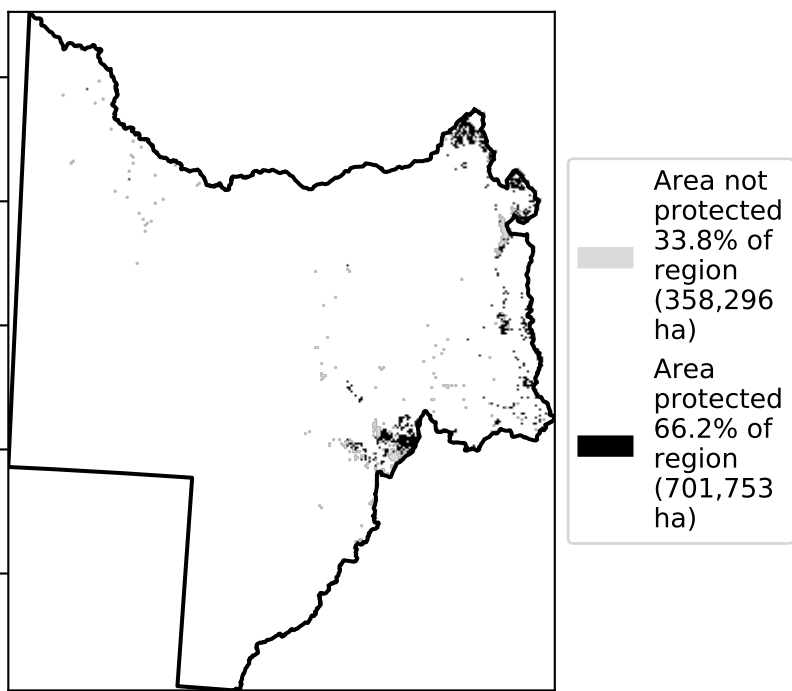 Area not
protected
33.8% of
region
(358,296
ha)
Area
protected
66.2% of
region
(701,753
ha)